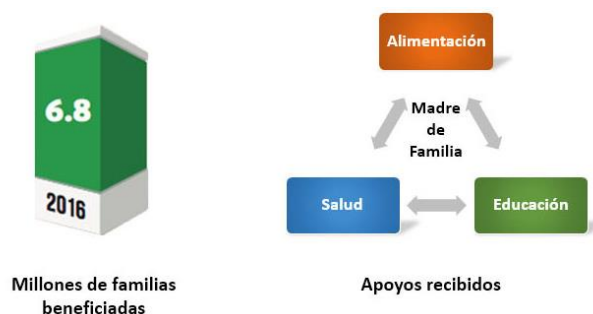 6.8
2016
Millones de familias
beneficiadas
Alimentación
Madre
de
Familia
Salud
Educación
Apoyos recibidos